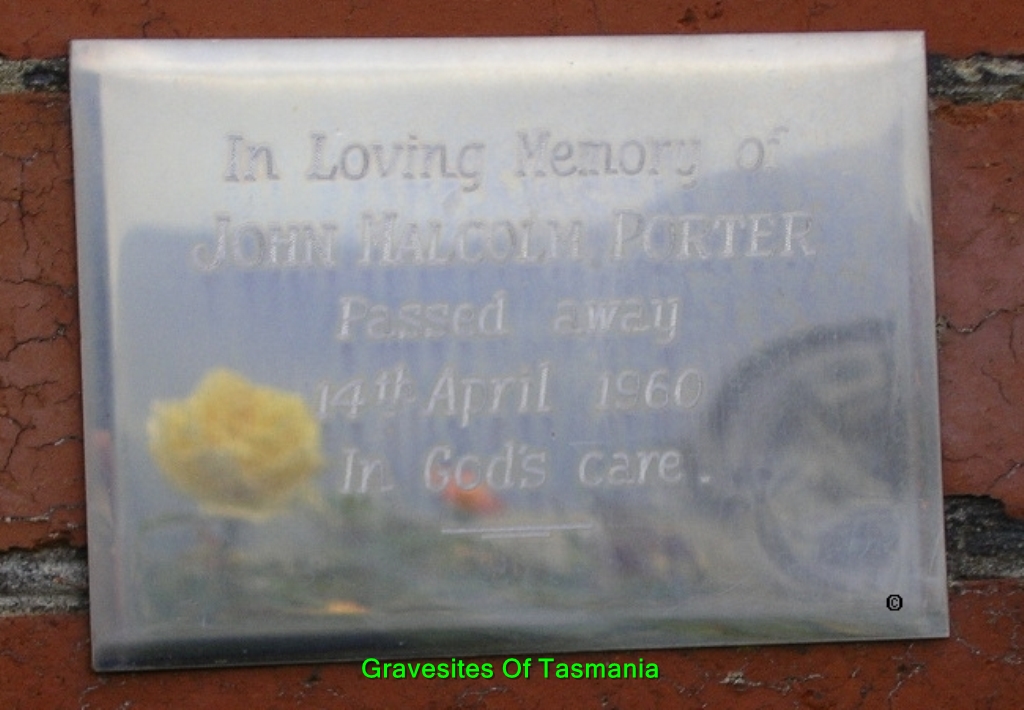 In Loving Memory of
JOHN MALCOLM PORTER
Passed away
14th April 1960
In God's care.
©
Gravesites Of Tasmania